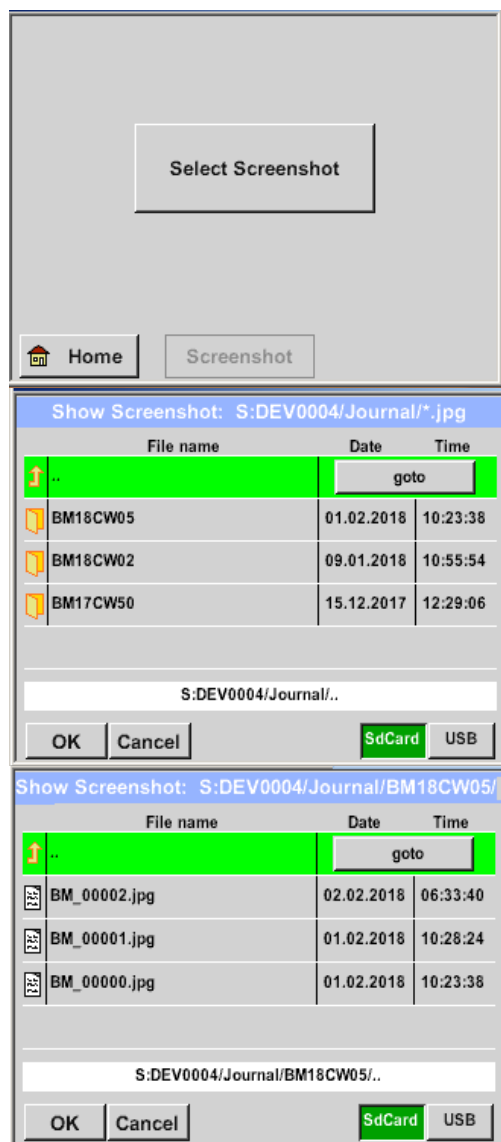 Select Screenshot
Home Screenshot
Show Screenshot: S:DEV0004/Journal/*.jpg
File name Date Time
.. goto
BM18CW05 01.02.2018 10:23:38
BM18CW02 09.01.2018 10:55:54
BM17CW50 15.12.2017 12:29:06
S:DEV0004/Journal/..
OK Cancel SdCard USB
Show Screenshot: S:DEV0004/Journal/BM18CW05/
File name Date Time
.. goto
BM_00002.jpg 02.02.2018 06:33:40
BM_00001.jpg 01.02.2018 10:28:24
BM_00000.jpg 01.02.2018 10:23:38
S:DEV0004/Journal/BM18CW05/..
OK Cancel SdCard USB